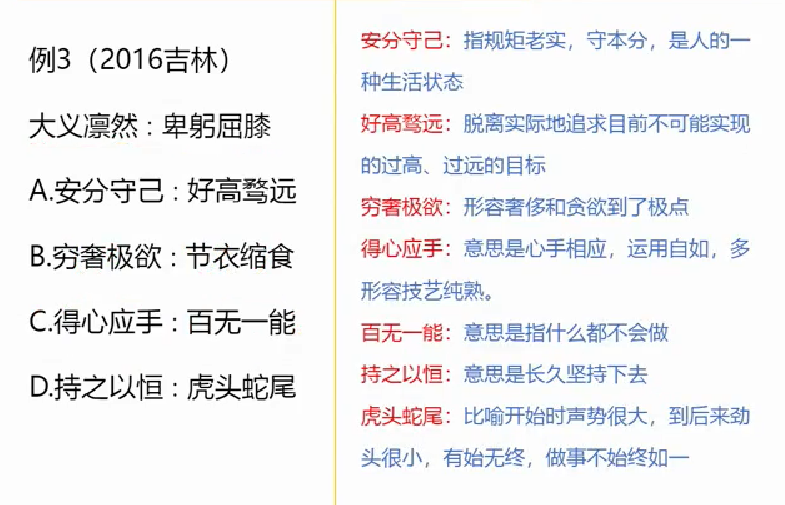 例3（2016吉林）
大义凛然：卑躬屈膝
A.安分守己：好高骛远
B.穷奢极欲：节衣缩食
C.得心应手：百无一能
D.持之以恒：虎头蛇尾
安分守己：指规矩老实，守本分，是人的一
种生活状态
好高骛远：脱离实际地追求目前不可能实现
的过高、过远的目标
穷奢极欲：形容奢侈和贪欲到了极点
得心应手：意思是心手相应，运用自如，多
形容技艺纯熟。
百无一能：意思是指什么都不会做
持之以恒：意思是长久坚持下去
虎头蛇尾：比喻开始时声势很大，到后来劲
头很小，有始无终，做事不始终如一